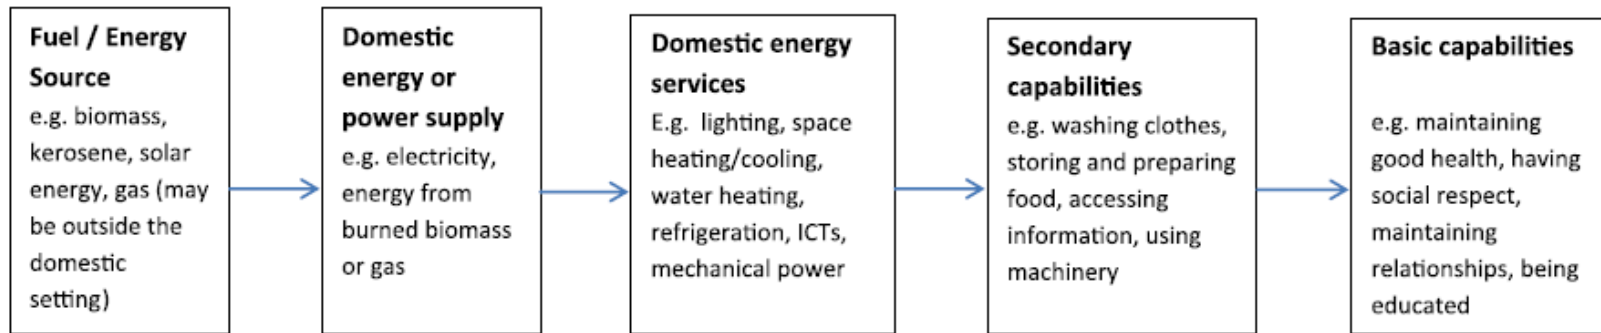 Fuel / Energy
Source
e.g. biomass,
kerosene, solar
energy, gas (may
be outside the
domestic
setting)
Domestic
energy or
power supply
e.g. electricity,
energy from
burned biomass
or gas
Domestic energy
services
E.g. lighting, space
heating/cooling,
water heating,
refrigeration, ICTs,
mechanical power
Secondary
capabilities
e.g. washing clothes,
storing and preparing
food, accessing
information, using
machinery
Basic capabilities
e.g. maintaining
good health, having
social respect,
maintaining
relationships, being
educated